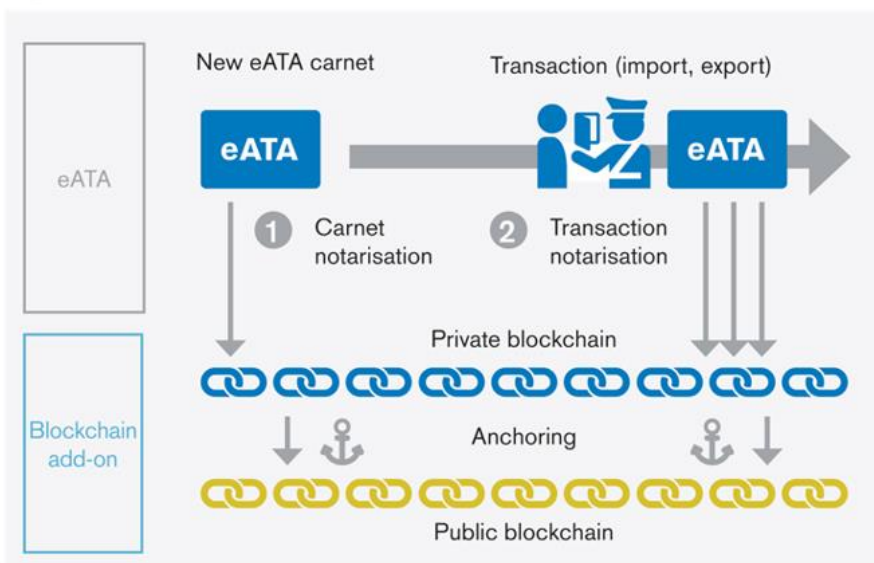 New eATA carnet
Transaction (import, export)
eATA
eATA
eATA
1
Carnet
notarisation
2
Transaction
notarisation
Private blockchain
Blockchain
add-on
Anchoring
Public blockchain